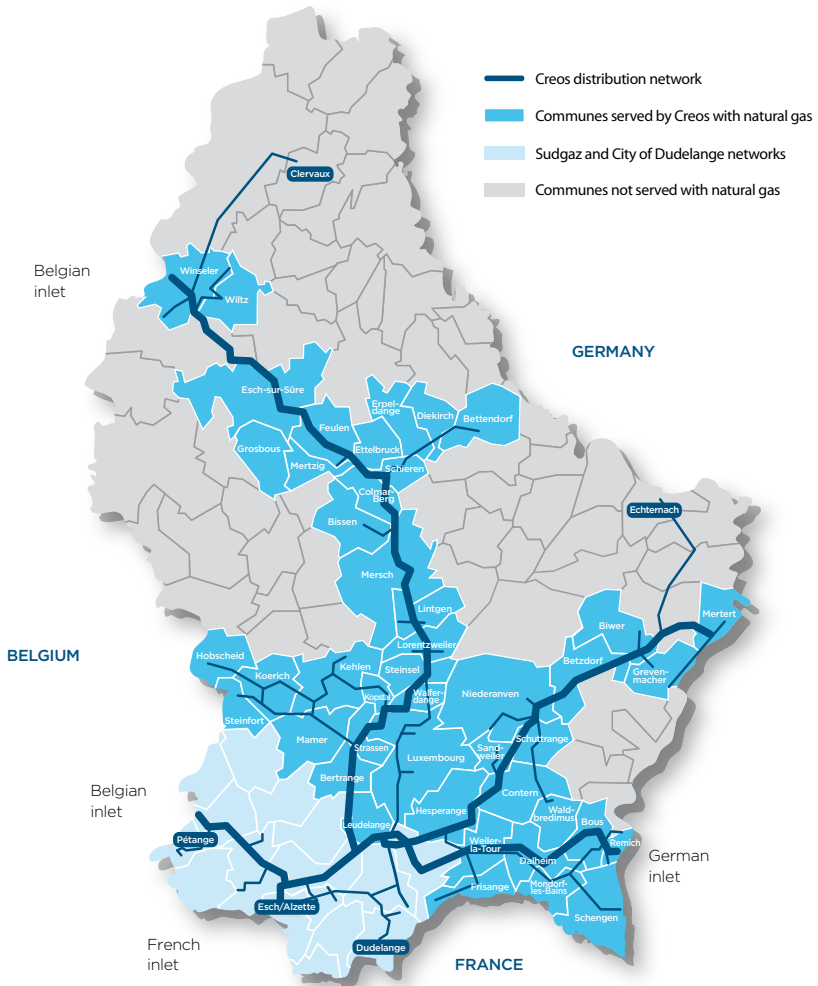 Creos distribution network
Communes served by Creos with natural gas
Sudgaz and City of Dudelange networks
Communes not served with natural gas
Clervaux
Belgian
inlet
Winseler
Wiltz
GERMANY
Esch-sur-Sûre
Erpel-
dange
Diekirch
Bettendorf
Feulen
Ettelbruck
Grosbous
Mertzig
Schieren
Colmar-
Berg
Bissen
Echternach
Mersch
Lintgen
Mertert
Biwer
Lorentzweiler
BELGIUM
Hobscheid
Kehlen
Steinsel
Betzdorf
Koerich
Greven-
macher
Kopstal
Walfer-
dange
Niederanven
Steinfort
Mamer
Strassen
Schuttrange
Luxembourg
Sand-
weiler
Bertrange
Contern
Belgian
inlet
Hesperange
Wald-
bredimus
Bous
Leudelange
Pétange
Weiler-
la-Tour
Remich
Dalheim
German
inlet
Frisange
Mondorf-
les-Bains
Esch/Alzette
Schengen
French
inlet
Dudelange
FRANCE